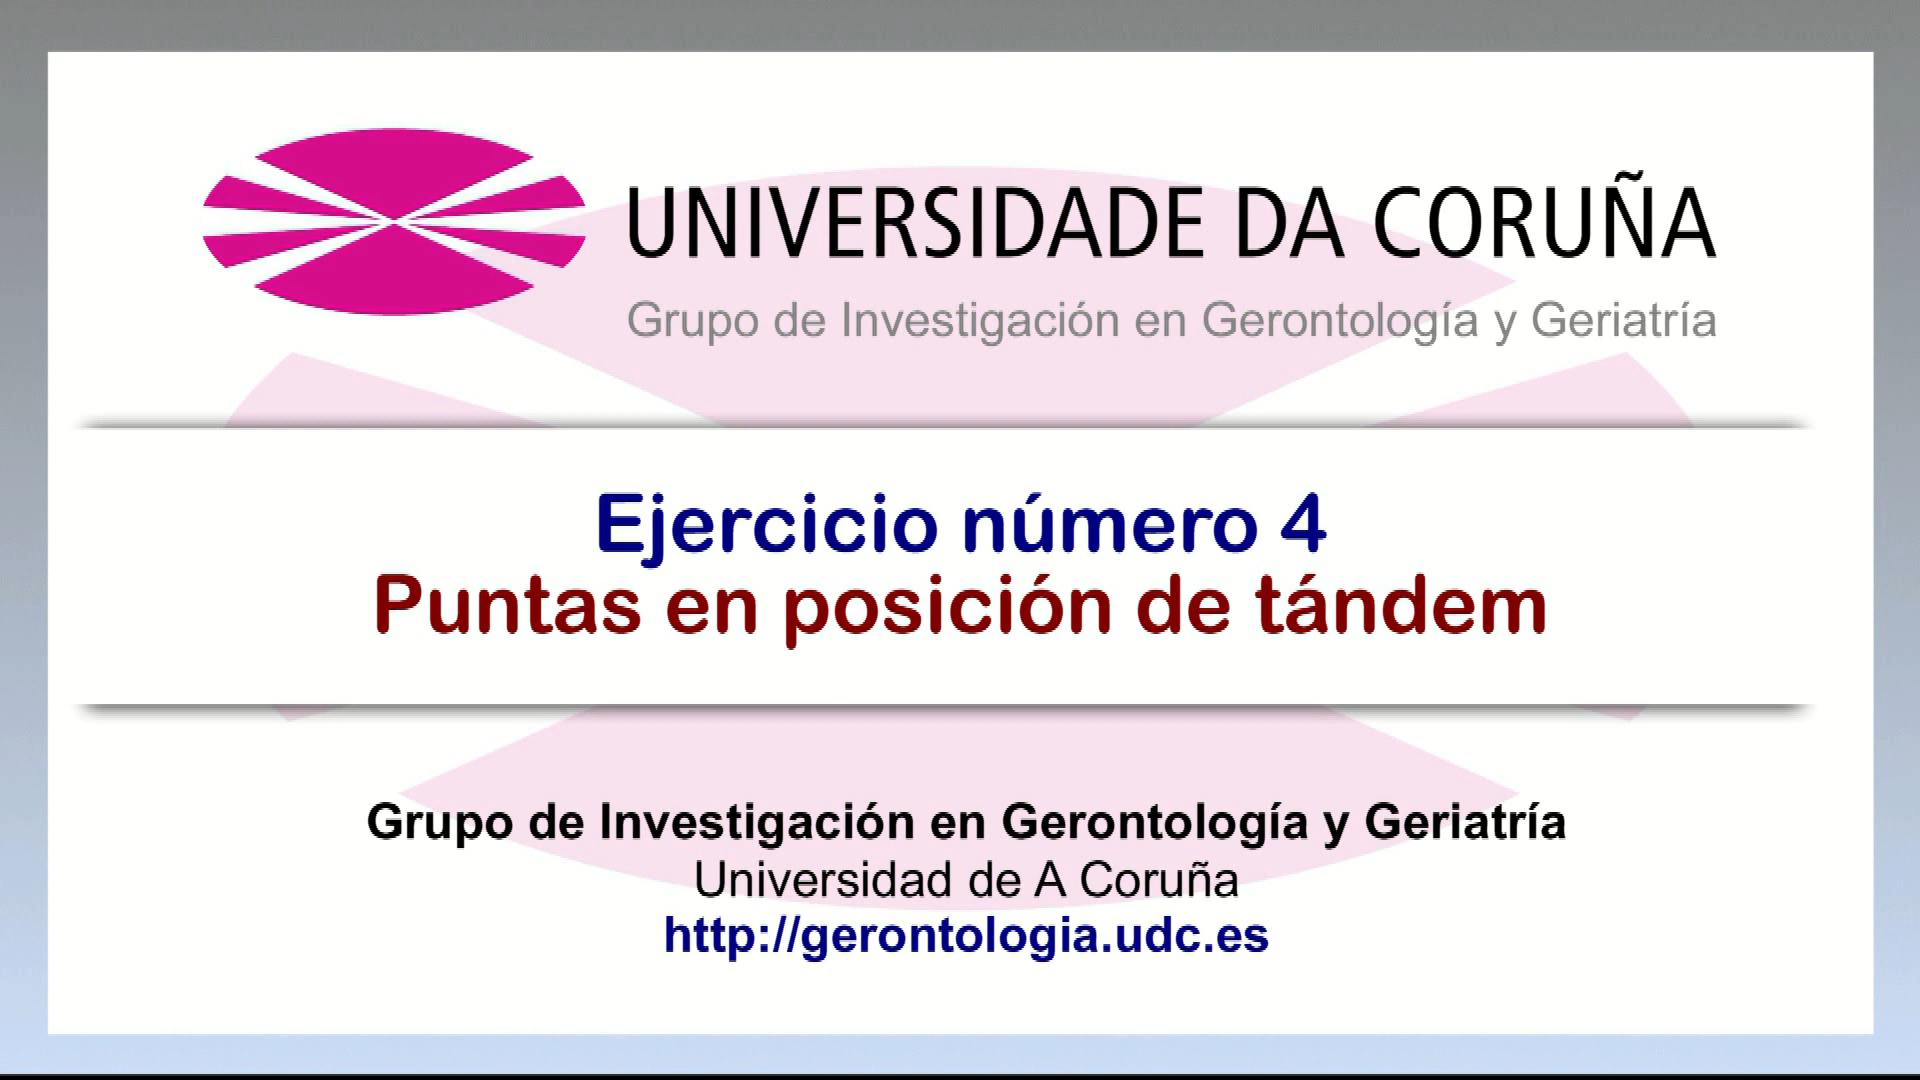 UNIVERSIDADE DA CORUÑA
Grupo de Investigación en Gerontología y Geriatría
Ejercicio número 4
Puntas en posición de tándem
Grupo de Investigación en Gerontología y Geriatría
Universidad de A Coruña
http://gerontologia.udc.es